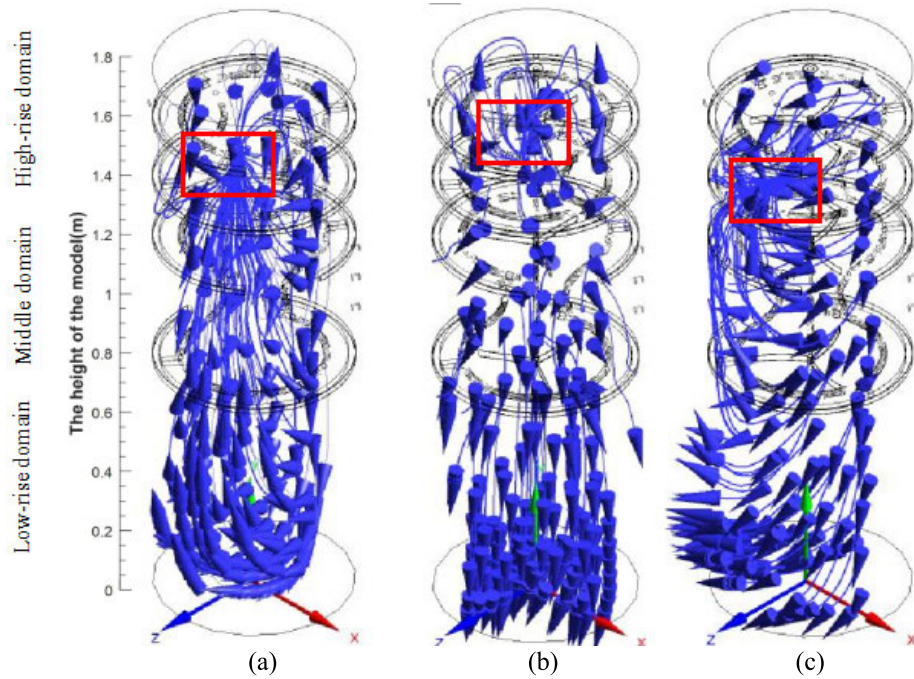 High-rise domain
Middle domain
Low-rise domain
The height of the model(m)
1.8
1.6
1.4
1.2
1
0.8
0.6
0.4
0.2
0
Z
X
Z
X
Z
X
(a)
(b)
(c)